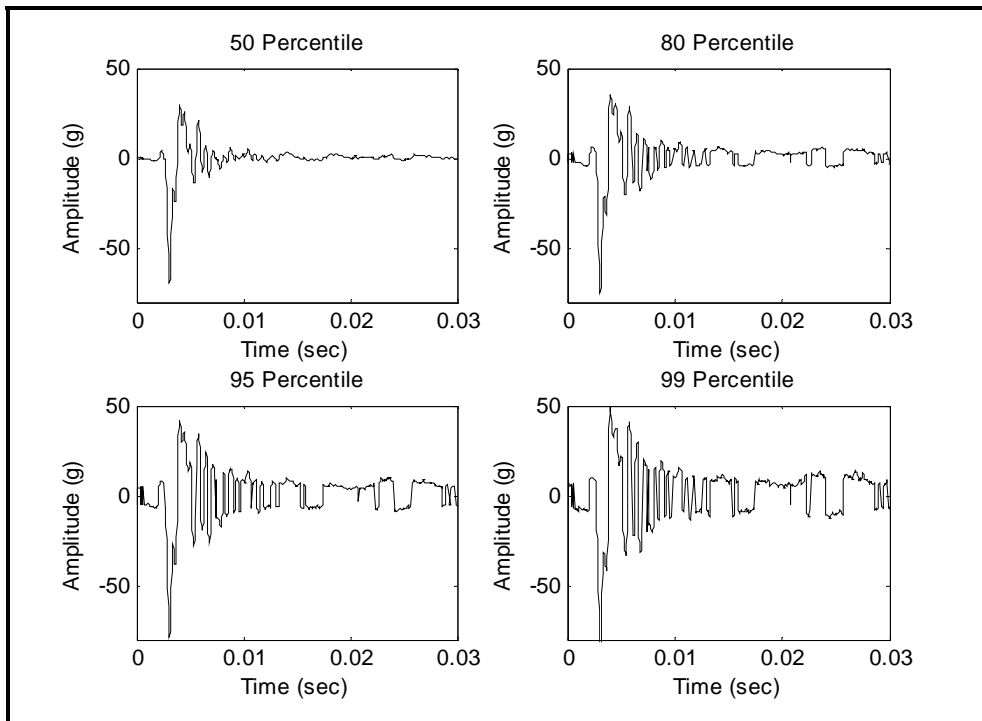 50 Percentile
50
0
-50
Amplitude (g)
0 0.01 0.02 0.03
Time (sec)
80 Percentile
50
0
-50
Amplitude (g)
0 0.01 0.02 0.03
Time (sec)
95 Percentile
50
0
-50
Amplitude (g)
0 0.01 0.02 0.03
Time (sec)
99 Percentile
50
0
-50
Amplitude (g)
0 0.01 0.02 0.03
Time (sec)